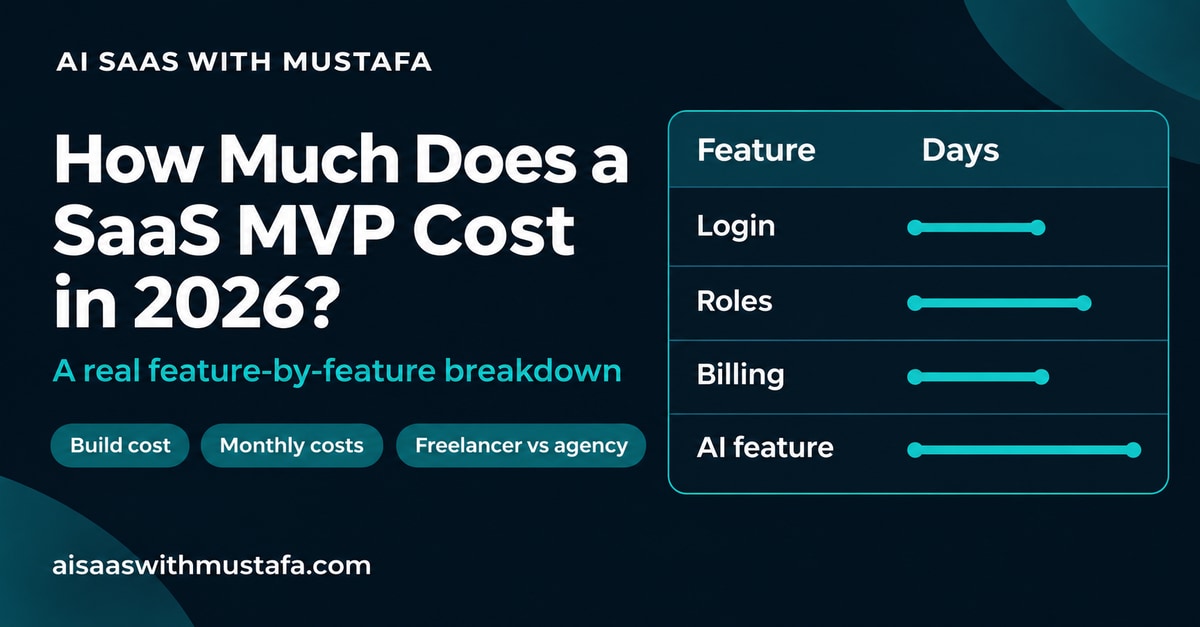 AI SAAS WITH MUSTAFA
How Much Does a
SaaS MVP Cost
in 2026?
A real feature-by-feature breakdown
Build cost
Monthly costs
Freelancer vs agency
aisaaswithmustafa.com
Feature Days
Login
Roles
Billing
AI feature